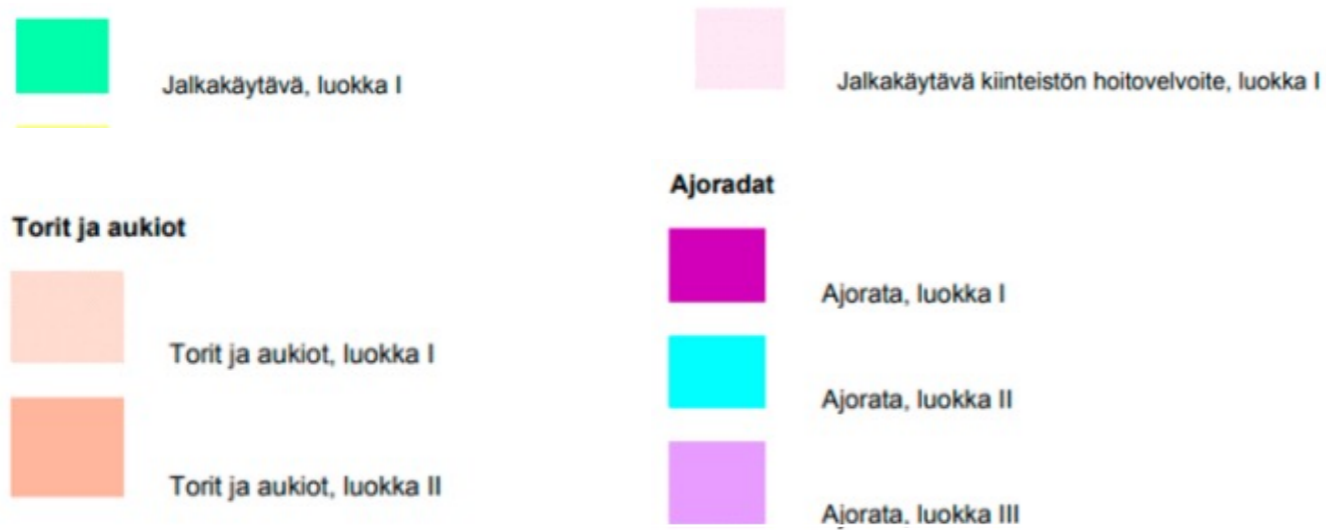 Jalkakäytävä, luokka I
Jalkakäytävä kiinteistön hoitovelvoite, luokka I
Torit ja aukiot
Torit ja aukiot, luokka I
Torit ja aukiot, luokka II
Ajoradat
Ajorata, luokka I
Ajorata, luokka II
Ajorata, luokka III